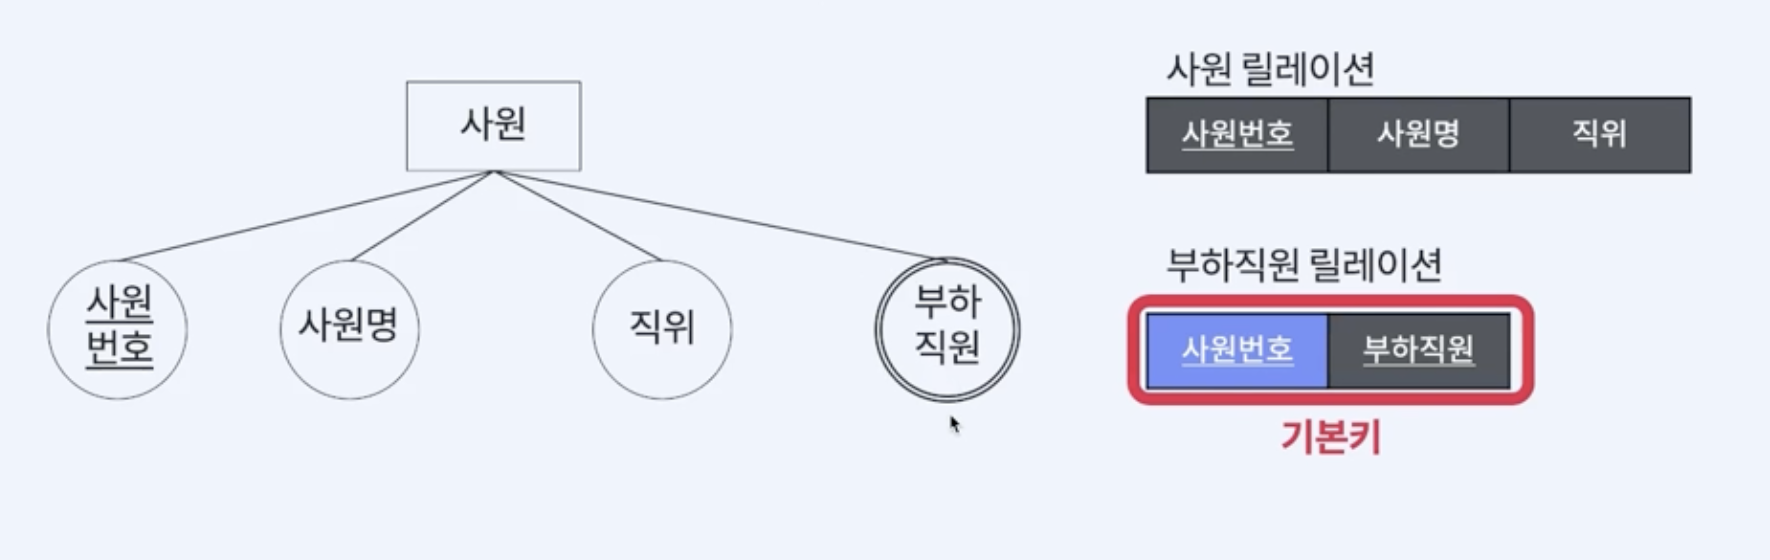 사원
사원
번호
사원명
직위
부하
직원
사원 릴레이션
사원번호 사원명 직위
부하직원 릴레이션
사원번호 부하직원
기본키